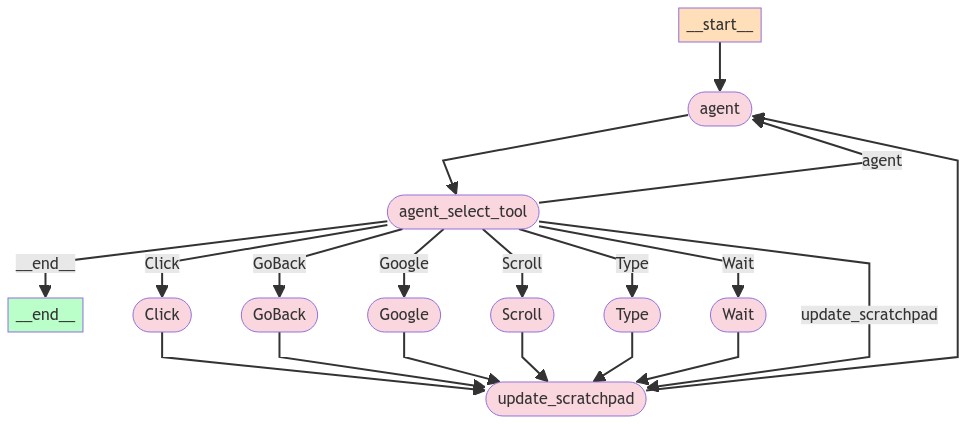 __start__
agent
agent
agent_select_tool
__end__
Click
GoBack
Google
Scroll
Type
Wait
__end__
Click
GoBack
Google
Scroll
Type
Wait
update_scratchpad
update_scratchpad